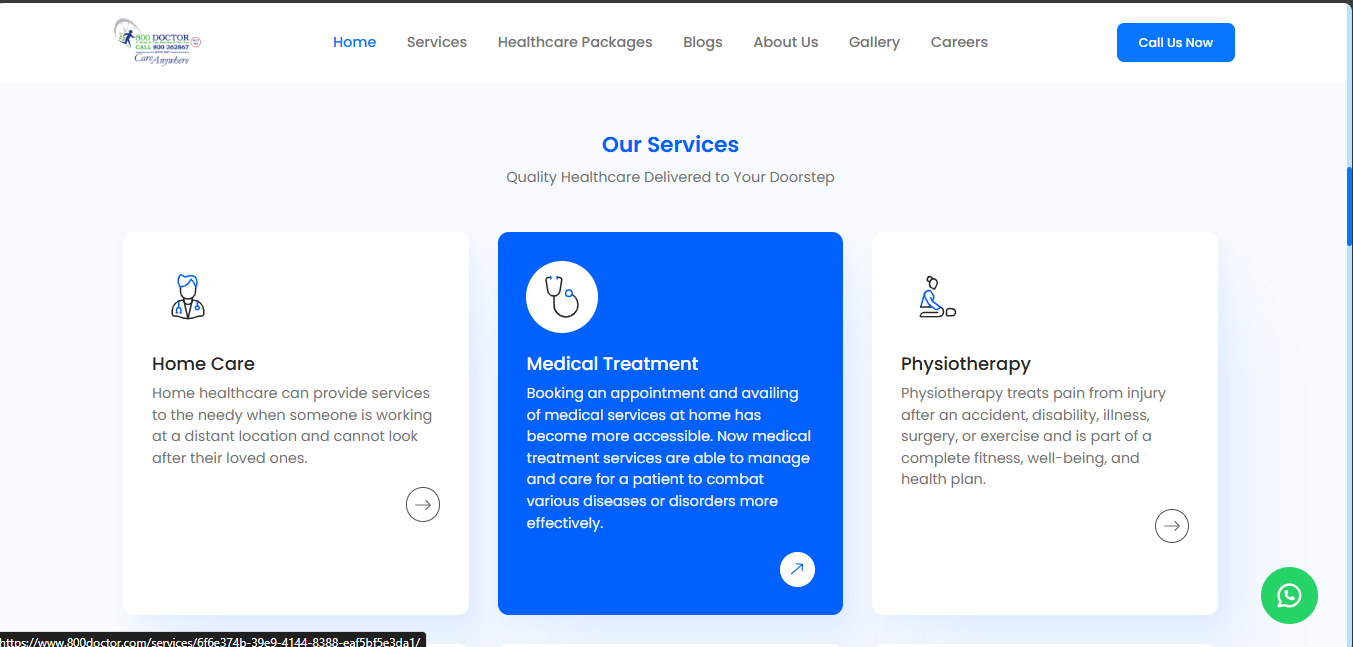 800 DOCTOR
CALL 800 362867
Care Anywhere
Home
Services
Healthcare Packages
Blogs
About Us
Gallery
Careers
Call Us Now
Our Services
Quality Healthcare Delivered to Your Doorstep
Home Care
Home healthcare can provide services
to the needy when someone is working
at a distant location and cannot look
after their loved ones.
Medical Treatment
Booking an appointment and availing
of medical services at home has
become more accessible. Now medical
treatment services are able to manage
and care for a patient to combat
various diseases or disorders more
effectively.
Physiotherapy
Physiotherapy treats pain from injury
after an accident, disability, illness,
surgery, or exercise and is part of a
complete fitness, well-being, and
health plan.
https://www.800doctor.com/services/6f6e374b-39e9-4144-8388-eaf5bf5e3da1/